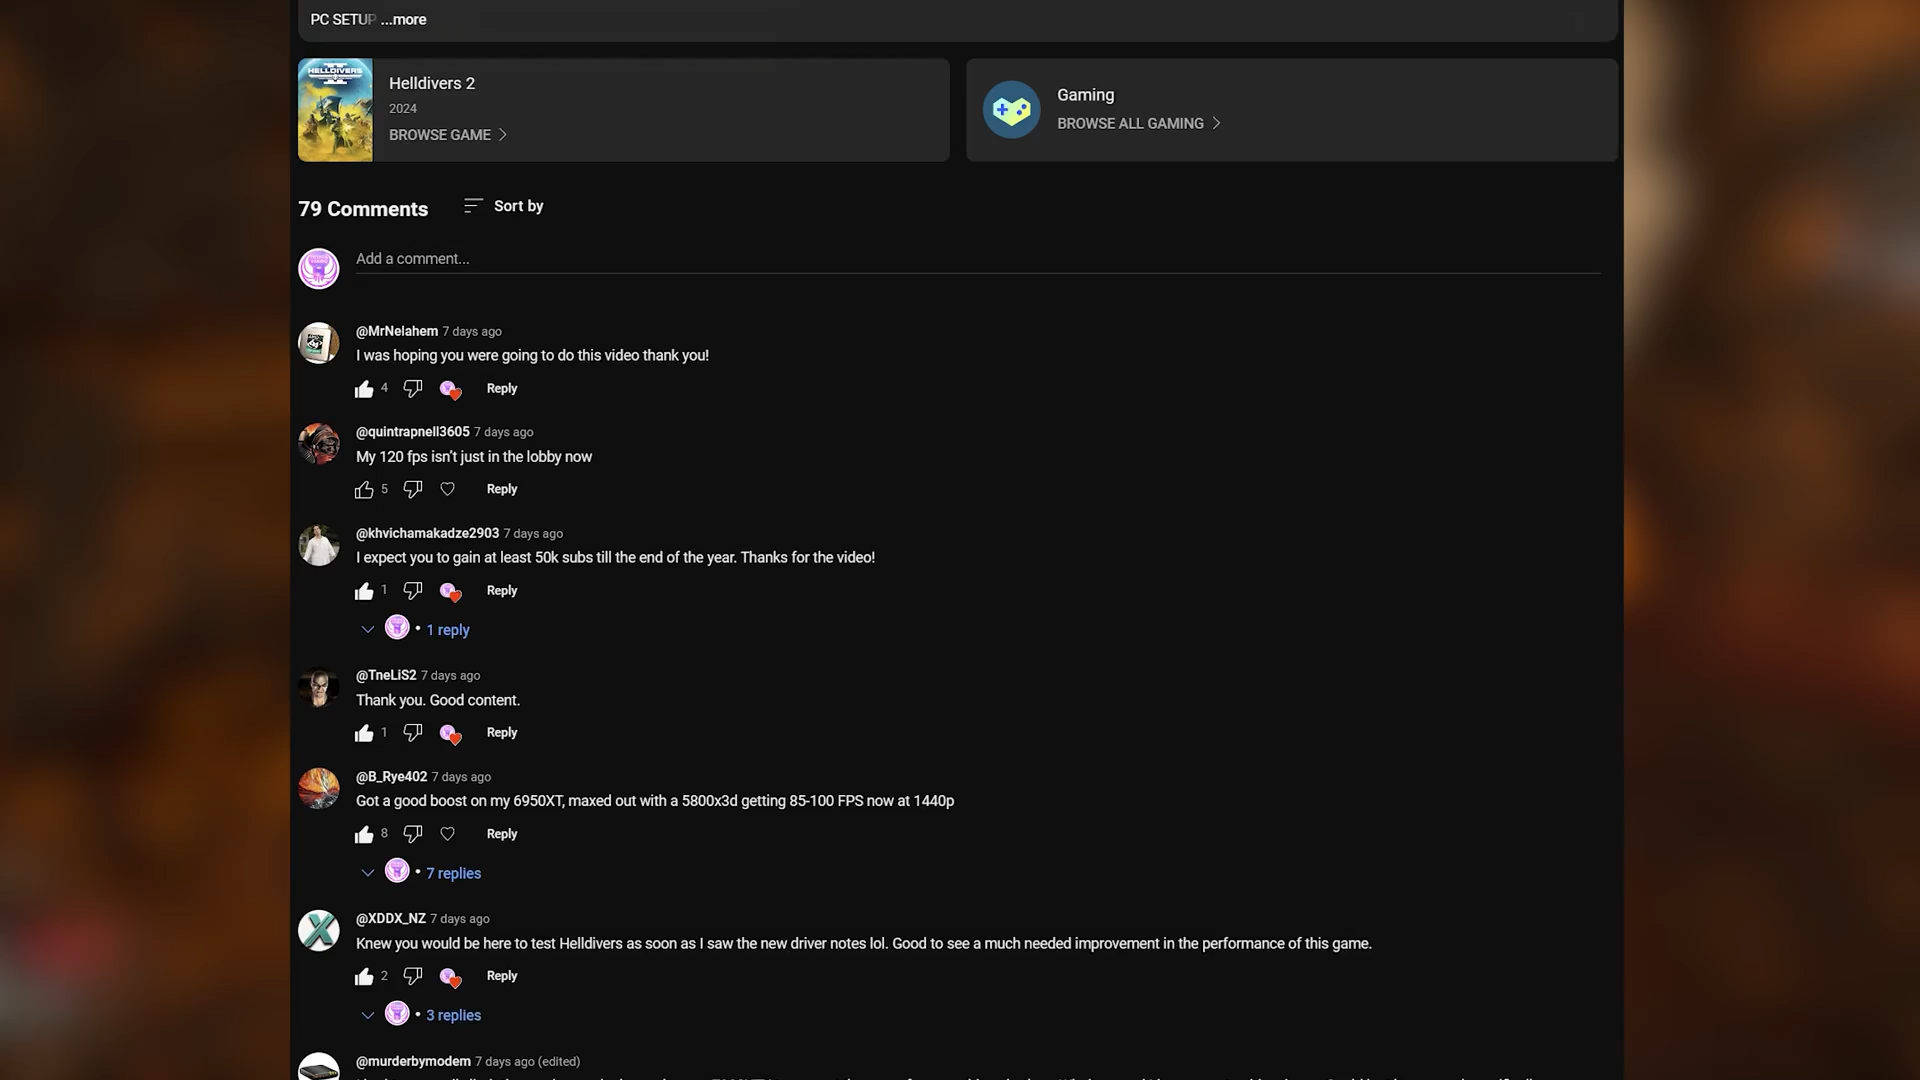 PC SETUP ...more
HELLDIVERS
Helldivers 2
2024
BROWSE GAME
Gaming
BROWSE ALL GAMING
79 Comments
Sort by
Add a comment...
@MrNelahem 7 days ago
I was hoping you were going to do this video thank you!
4
Reply
@quintrapnell3605 7 days ago
My 120 fps isn't just in the lobby now
5
Reply
@khvichamakadze2903 7 days ago
I expect you to gain at least 50k subs till the end of the year. Thanks for the video!
1
Reply
• 1 reply
@TneLiS2 7 days ago
Thank you. Good content.
1
Reply
@B_Rye402 7 days ago
Got a good boost on my 6950XT, maxed out with a 5800x3d getting 85-100 FPS now at 1440p
8
Reply
• 7 replies
@XDDX_NZ 7 days ago
Knew you would be here to test Helldivers as soon as I saw the new driver notes lol. Good to see a much needed improvement in the performance of this game.
2
Reply
• 3 replies
@murderbymodem 7 days ago (edited)